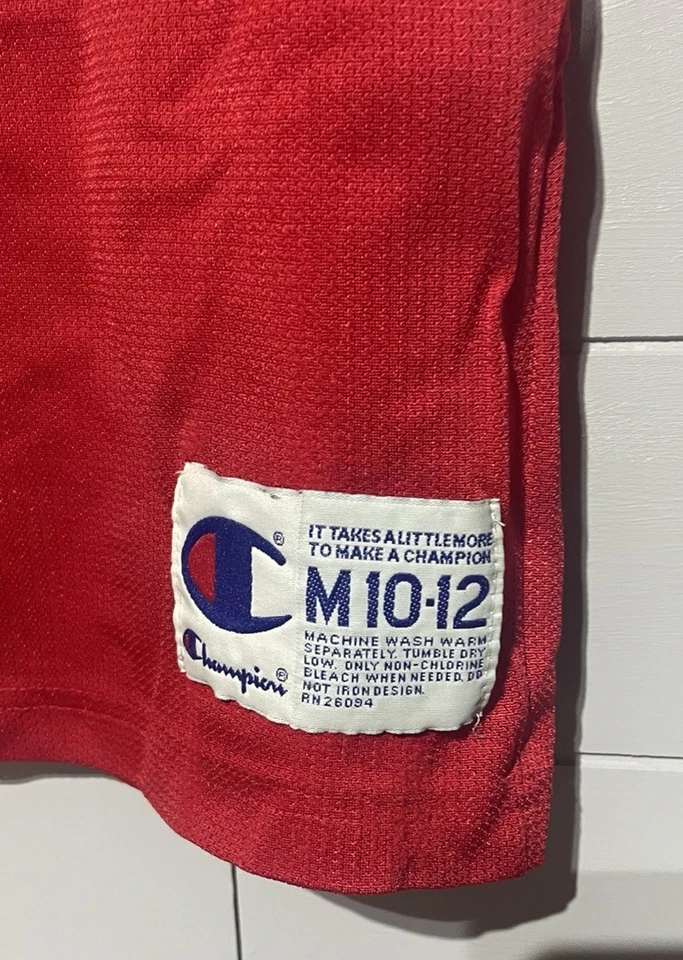 IT TAKES A LITTLE MORE
TO MAKE A CHAMPION
M 10-12
MACHINE WASH WARM
SEPARATELY. TUMBLE DRY
LOW. ONLY NON-CHLORINE
BLEACH WHEN NEEDED. DO
NOT IRON DESIGN.
RN26094
Champion®